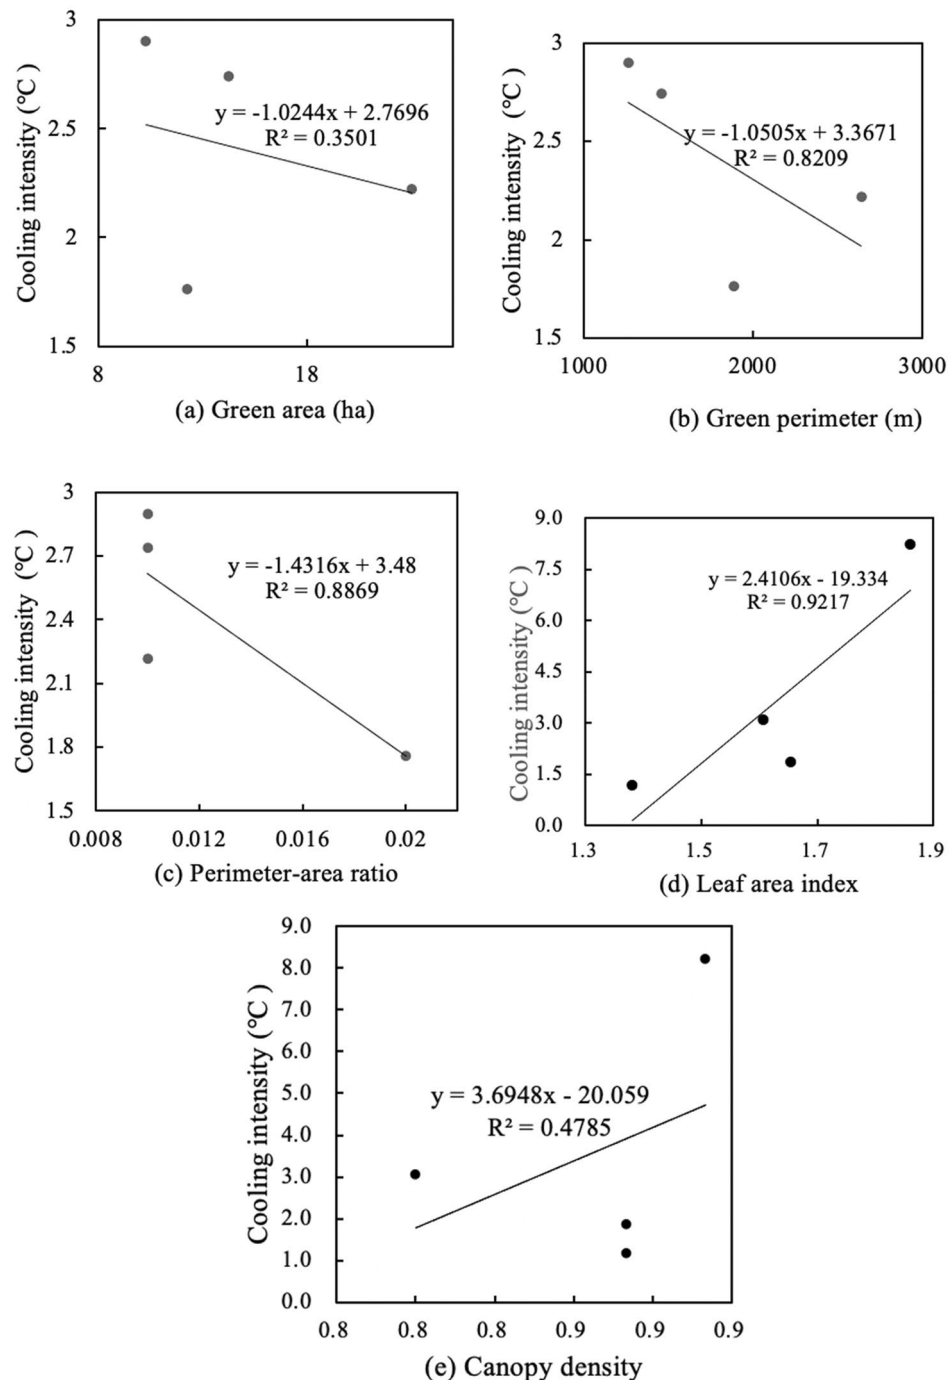 Cooling intensity (℃ )
3
2.5
2
1.5
8
18
y = -1.0244x + 2.7696
R² = 0.3501
(a) Green area (ha)
Cooling intensity (℃ )
3
2.5
2
1.5
1000
2000
3000
y = -1.0505x + 3.3671
R² = 0.8209
(b) Green perimeter (m)
Cooling intensity (℃ )
3
2.7
2.4
2.1
1.8
1.5
0.008
0.012
0.016
0.02
y = -1.4316x + 3.48
R² = 0.8869
(c) Perimeter-area ratio
Cooling intensity (℃ )
9.0
7.5
6.0
4.5
3.0
1.5
0.0
1.3
1.5
1.7
1.9
y = 2.4106x - 19.334
R² = 0.9217
(d) Leaf area index
Cooling intensity (℃ )
9.0
8.0
7.0
6.0
5.0
4.0
3.0
2.0
1.0
0.0
0.8
0.8
0.8
0.9
0.9
0.9
y = 3.6948x - 20.059
R² = 0.4785
(e) Canopy density